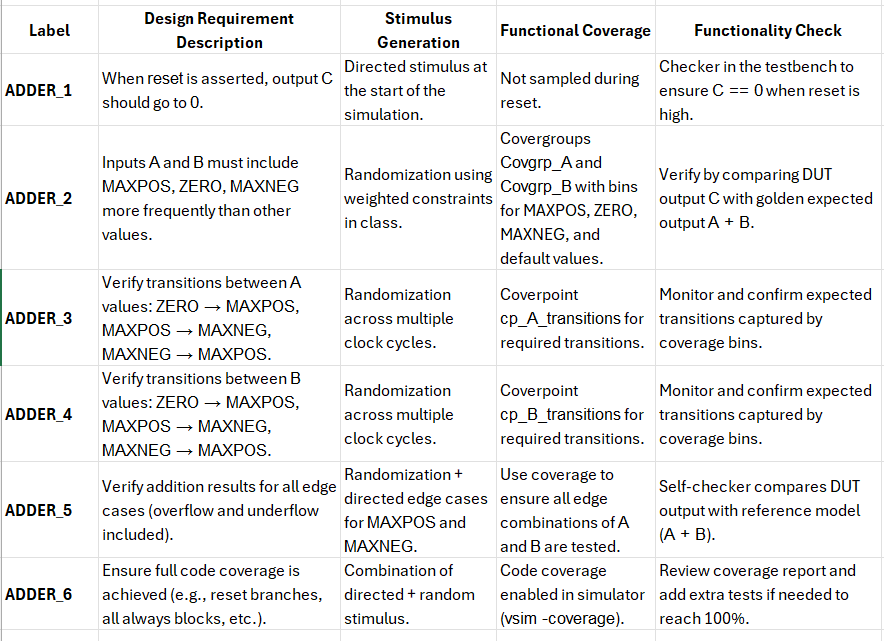 Label
Design Requirement
Description
Stimulus
Generation
Functional Coverage
Functionality Check
ADDER_1
When reset is asserted, output C
should go to 0.
Directed stimulus at
the start of the
simulation.
Not sampled during
reset.
Checker in the testbench to
ensure C == 0 when reset is
high.
ADDER_2
Inputs A and B must include
MAXPOS, ZERO, MAXNEG
more frequently than other
values.
Randomization using
weighted constraints
in class.
Covergroups
Covgrp_A and
Covgrp_B with bins
for MAXPOS, ZERO,
MAXNEG, and
default values.
Verify by comparing DUT
output C with golden expected
output A + B.
ADDER_3
Verify transitions between A
values: ZERO → MAXPOS,
MAXPOS → MAXNEG,
MAXNEG → MAXPOS.
Randomization
across multiple
clock cycles.
Coverpoint
cp_A_transitions for
required transitions.
Monitor and confirm expected
transitions captured by
coverage bins.
ADDER_4
Verify transitions between B
values: ZERO → MAXPOS,
MAXPOS → MAXNEG,
MAXNEG → MAXPOS.
Randomization
across multiple
clock cycles.
Coverpoint
cp_B_transitions for
required transitions.
Monitor and confirm expected
transitions captured by
coverage bins.
ADDER_5
Verify addition results for all edge
cases (overflow and underflow
included).
Randomization +
directed edge cases
for MAXPOS and
MAXNEG.
Use coverage to
ensure all edge
combinations of A
and B are tested.
Self-checker compares DUT
output with reference model
(A + B).
ADDER_6
Ensure full code coverage is
achieved (e.g., reset branches,
all always blocks, etc.).
Combination of
directed + random
stimulus.
Code coverage
enabled in simulator
(vsim -coverage).
Review coverage report and
add extra tests if needed to
reach 100%.